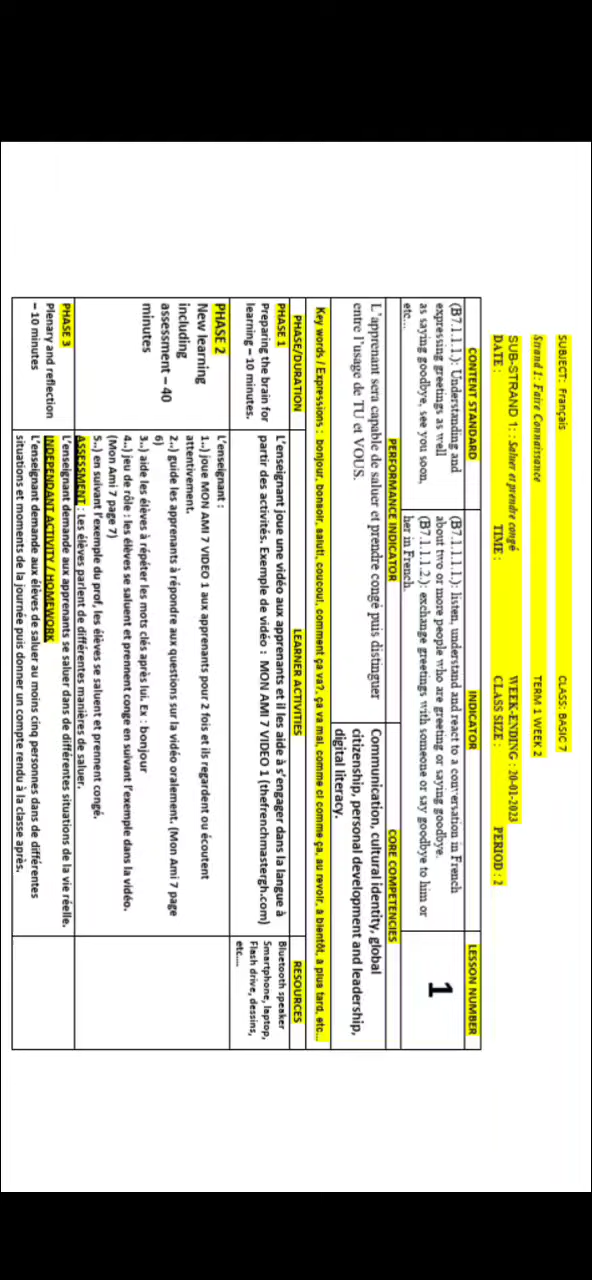 SUBJECT: Français CLASS: BASIC 7
Strand 1: Faire Connaissance TERM 1 WEEK 2
SUB-STRAND 1: : Saluer et prendre congé WEEK-ENDING : 20-01-2023
DATE : TIME : CLASS SIZE : PERIOD : 2
CONTENT STANDARD INDICATOR LESSON NUMBER
(B7.1.1.1.): Understanding and
expressing greetings as well
as saying goodbye, see you soon,
etc...
(B7.1.1.1.1.): listen, understand and react to a conversation in French
about two or more people who are greeting or saying goodbye.
(B7.1.1.1.2.): exchange greetings with someone or say goodbye to him or
her in French.
1
PERFORMANCE INDICATOR CORE COMPETENCIES
L'apprenant sera capable de saluer et prendre congé puis distinguer
entre l'usage de TU et VOUS.
Communication, cultural identity, global
citizenship, personal development and leadership,
digital literacy.
Key words / Expressions : bonjour, bonsoir, salutt, coucoui, comment ça va?, ça va mal, comme ci comme ça, au revoir, à bientôt, à plus tard, etc...
PHASE/DURATION LEARNER ACTIVITIES RESOURCES
PHASE 1
Preparing the brain for
learning – 10 minutes.
L'enseignant joue une vidéo aux apprenants et il les aide à s'engager dans la langue à
partir des activités. Exemple de vidéo : MON AMI 7 VIDEO 1 (thefrenchmastergh.com)
Bluetooth speaker
Smartphone, laptop,
Flash drive, dessins,
etc....
PHASE 2
New learning
including
assessment – 40
minutes
L'enseignant :
1..) joue MON AMI 7 VIDEO 1 aux apprenants pour 2 fois et ils regardent ou écoutent
attentivement.
2..) guide les apprenants à répondre aux questions sur la vidéo oralement. (Mon Ami 7 page
6)
3..) aide les élèves à répéter les mots clés après lui. Ex : bonjour
4..) jeu de rôle : les élèves se saluent et prennent conge en suivant l'exemple dans la vidéo.
(Mon Ami 7 page 7)
5..) en suivant l'exemple du prof, les élèves se saluent et prennent congé.
ASSESSMENT : Les élèves parlent de différentes manières de saluer.
PHASE 3
Plenary and reflection
– 10 minutes
L'enseignant demande aux apprenants se saluer dans de différentes situations de la vie réelle.
INDEPENDANT ACTIVITY / HOMEWORK
L'enseignant demande aux élèves de saluer au moins cinq personnes dans de différentes
situations et moments de la journée puis donner un compte rendu à la classe après.